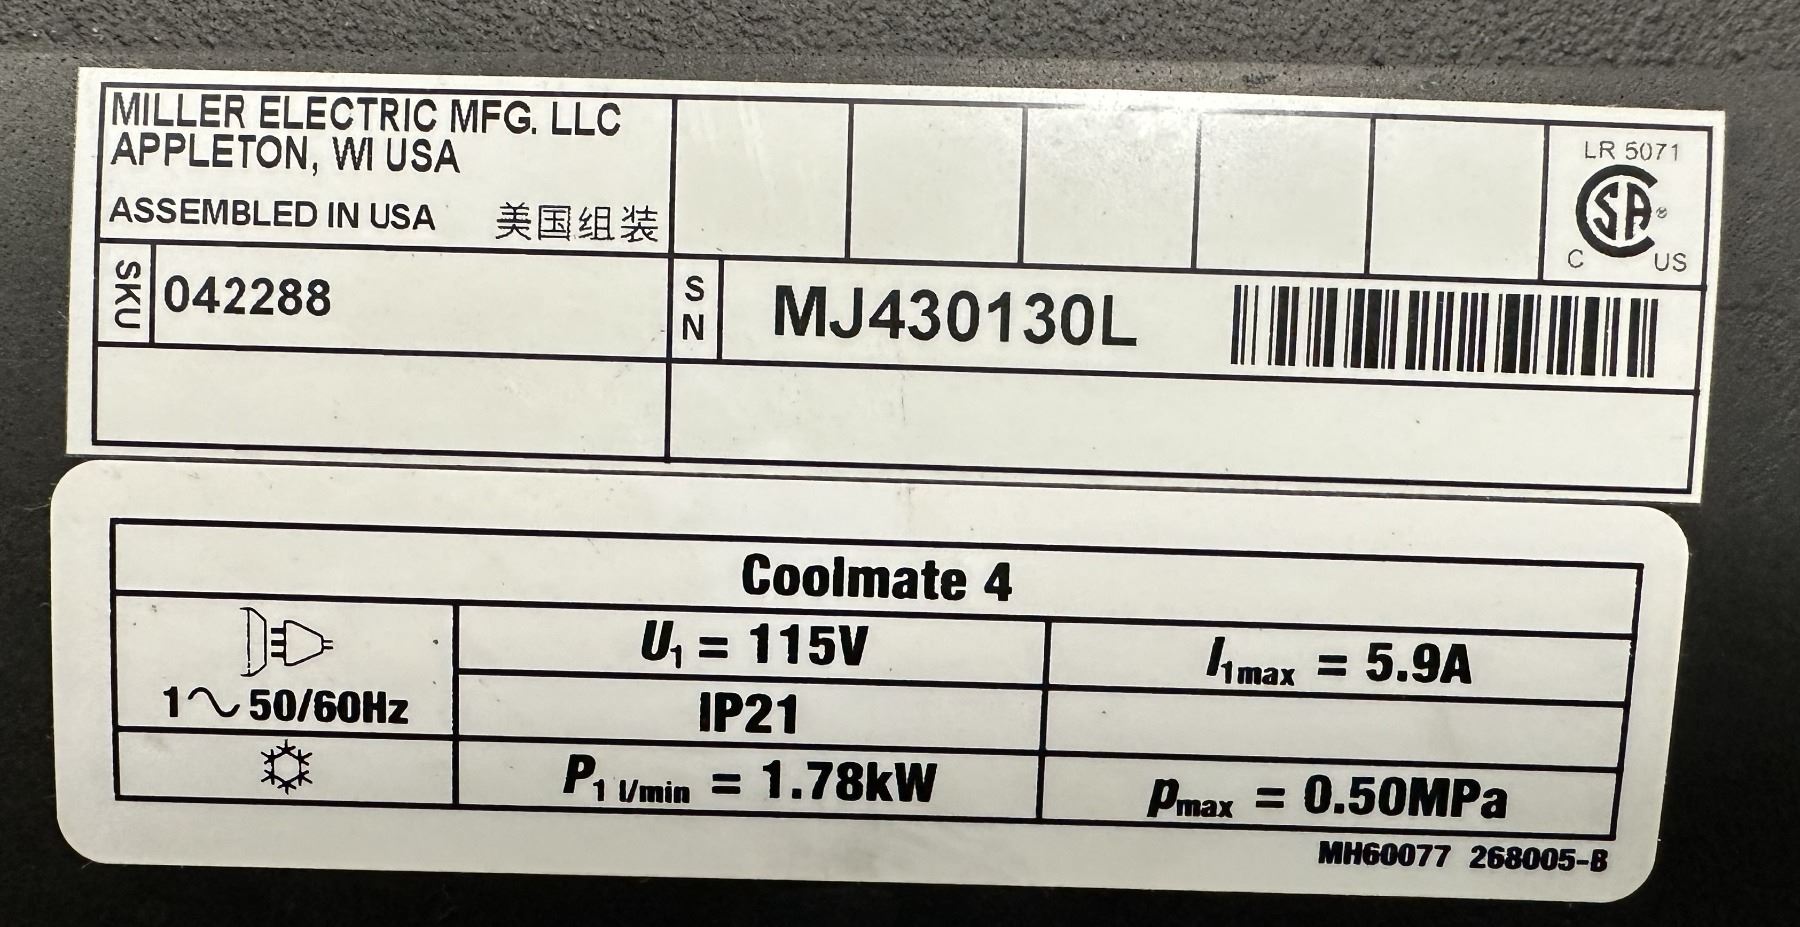 MILLER ELECTRIC MFG. LLC
APPLETON, WI USA
ASSEMBLED IN USA 美国组装
LR 5071
CSA®
C US
SKU 042288
SN MJ430130L
Coolmate 4
U1 = 115V
I1max = 5.9A
1~50/60Hz
IP21
P1 l/min = 1.78kW
pmax = 0.50MPa
MH60077 268005-B